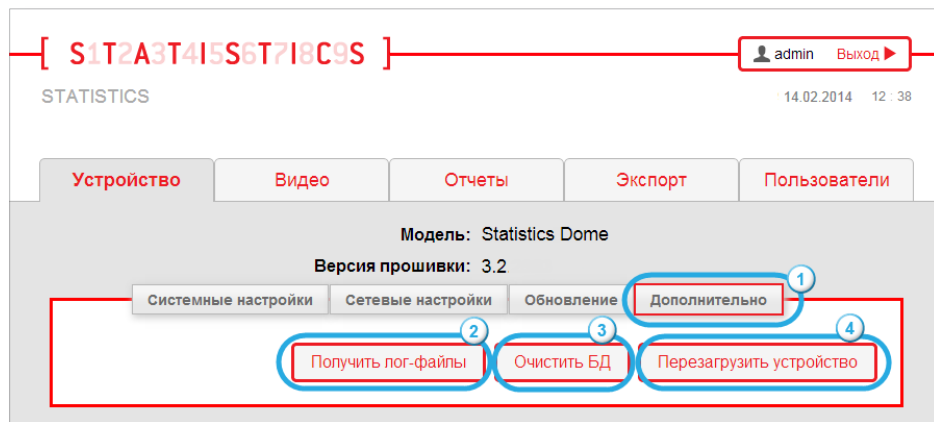 [ S1T2A3T4I5S6T7I8C9S ]
admin Выход
STATISTICS
14.02.2014 12 : 38
Устройство Видео Отчеты Экспорт Пользователи
Модель: Statistics Dome
Версия прошивки: 3.2
1
Системные настройки Сетевые настройки Обновление Дополнительно
2 3 4
Получить лог-файлы Очистить БД Перезагрузить устройство